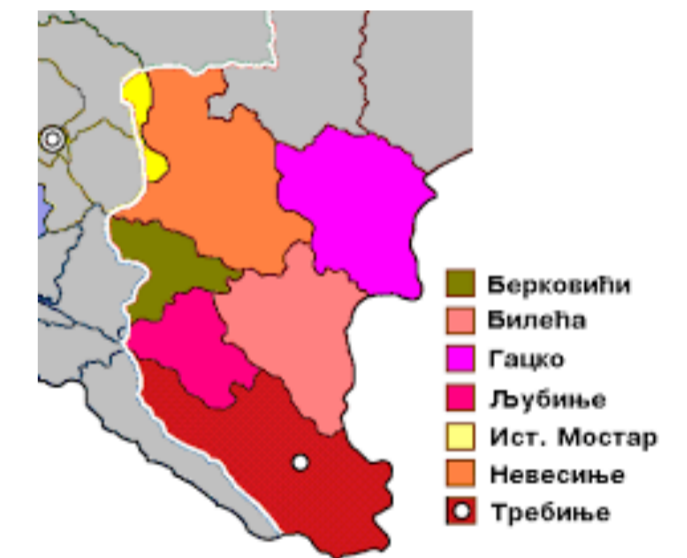 Берковићи
Билећа
Гацко
Љубиње
Ист. Мостар
Невесиње
Требиње